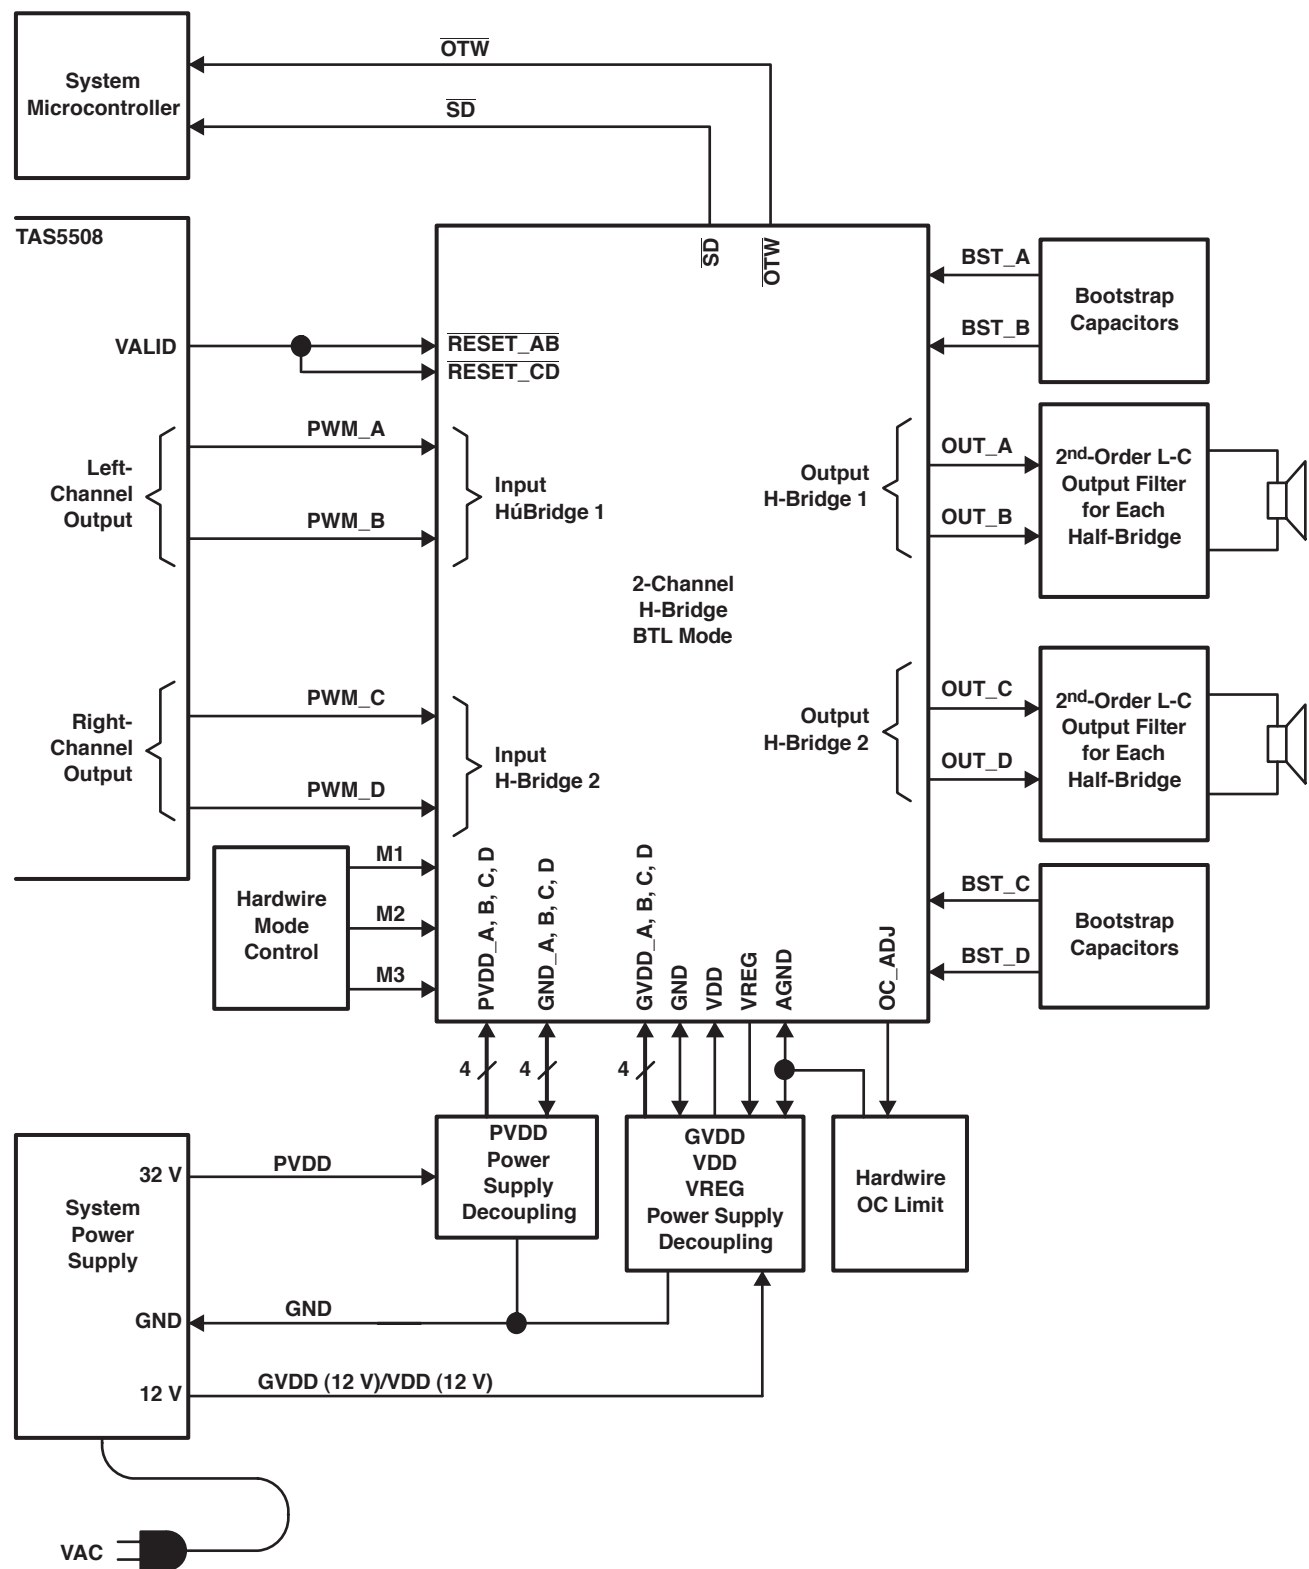 OTW
System
Microcontroller
SD
TAS5508
SD
OTW
BST_A
Bootstrap
Capacitors
BST_B
VALID
RESET_AB
RESET_CD
PWM_A
Left-
Channel
Output
PWM_B
Input
HúBridge 1
Output
H-Bridge 1
OUT_A
OUT_B
2nd-Order L-C
Output Filter
for Each
Half-Bridge
2-Channel
H-Bridge
BTL Mode
PWM_C
Right-
Channel
Output
PWM_D
Input
H-Bridge 2
Output
H-Bridge 2
OUT_C
OUT_D
2nd-Order L-C
Output Filter
for Each
Half-Bridge
Hardwire
Mode
Control
M1
M2
M3
PVDD_A, B, C, D
GND_A, B, C, D
GVDD_A, B, C, D
GND
VDD
VREG
AGND
OC_ADJ
BST_C
BST_D
Bootstrap
Capacitors
4
4
4
PVDD
Power
Supply
Decoupling
GVDD
VDD
VREG
Power Supply
Decoupling
Hardwire
OC Limit
32 V
PVDD
System
Power
Supply
GND
GND
12 V
GVDD (12 V)/VDD (12 V)
VAC